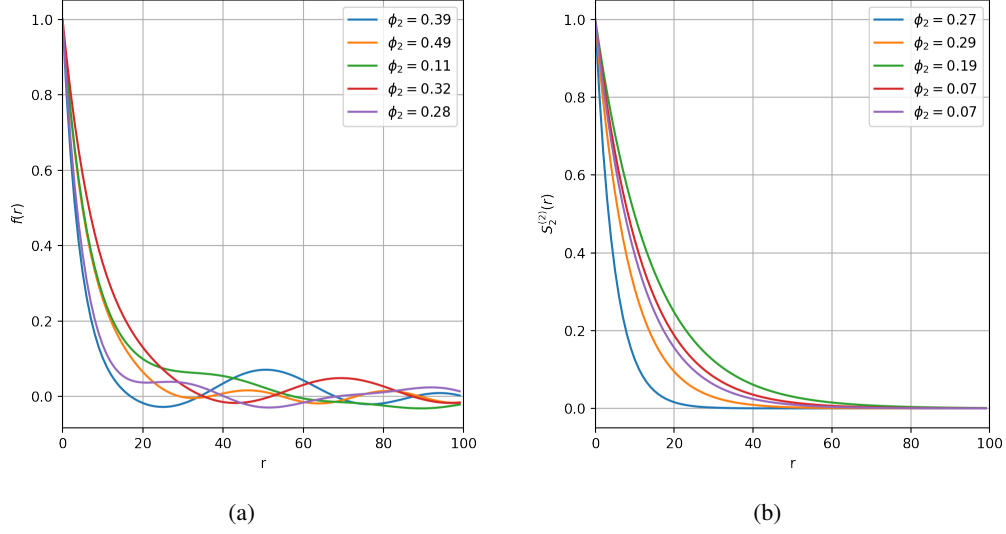 1.0
0.8
0.6
0.4
0.2
0.0
f(r)
0 20 40 60 80 100
r
ϕ₂ = 0.39
ϕ₂ = 0.49
ϕ₂ = 0.11
ϕ₂ = 0.32
ϕ₂ = 0.28
(a)
1.0
0.8
0.6
0.4
0.2
0.0
S₂⁽²⁾(r)
0 20 40 60 80 100
r
ϕ₂ = 0.27
ϕ₂ = 0.29
ϕ₂ = 0.19
ϕ₂ = 0.07
ϕ₂ = 0.07
(b)